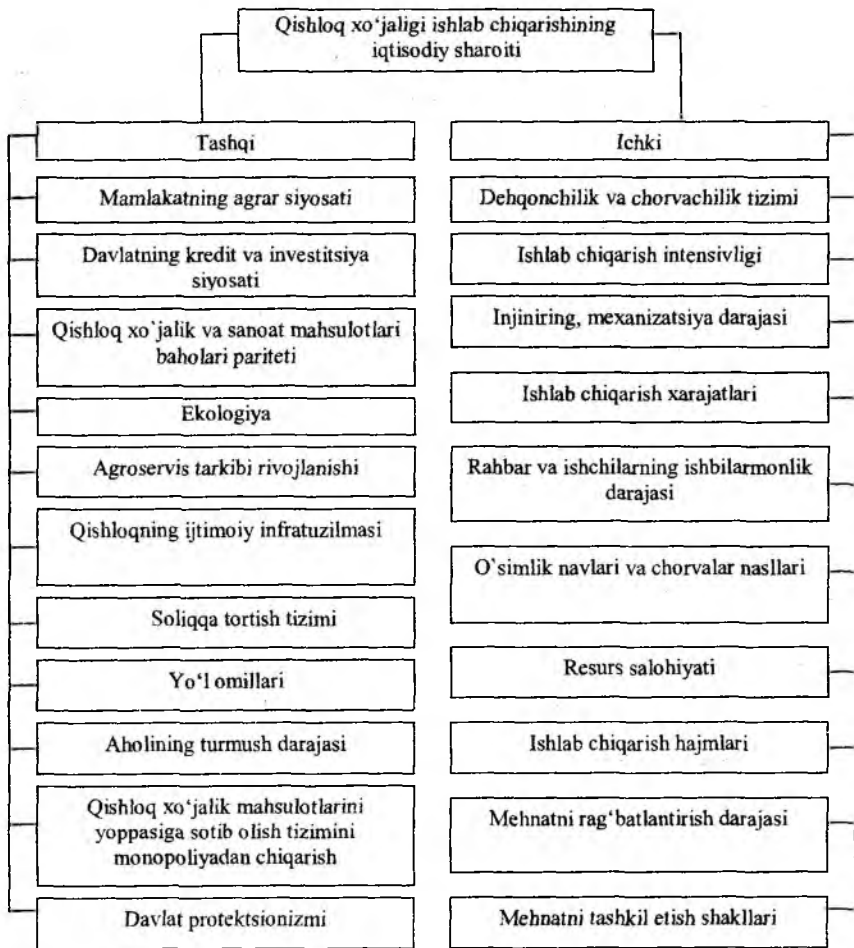 Qishloq xo‘jaligi ishlab chiqarishining
iqtisodiy sharoiti
Tashqi
Mamlakatning agrar siyosati
Davlatning kredit va investitsiya
siyosati
Qishloq xo`jalik va sanoat mahsulotlari
baholari pariteti
Ekologiya
Agroservis tarkibi rivojlanishi
Qishloqning ijtimoiy infratuzilmasi
Soliqqa tortish tizimi
Yo‘l omillari
Aholining turmush darajasi
Qishloq xo‘jalik mahsulotlarini
yoppasiga sotib olish tizimini
monopoliyadan chiqarish
Davlat protektsionizmi
Ichki
Dehqonchilik va chorvachilik tizimi
Ishlab chiqarish intensivligi
Injiniring, mexanizatsiya darajasi
Ishlab chiqarish xarajatlari
Rahbar va ishchilarning ishbilarmonlik
darajasi
O`simlik navlari va chorvalar nasllari
Resurs salohiyati
Ishlab chiqarish hajmlari
Mehnatni rag‘batlantirish darajasi
Mehnatni tashkil etish shakllari